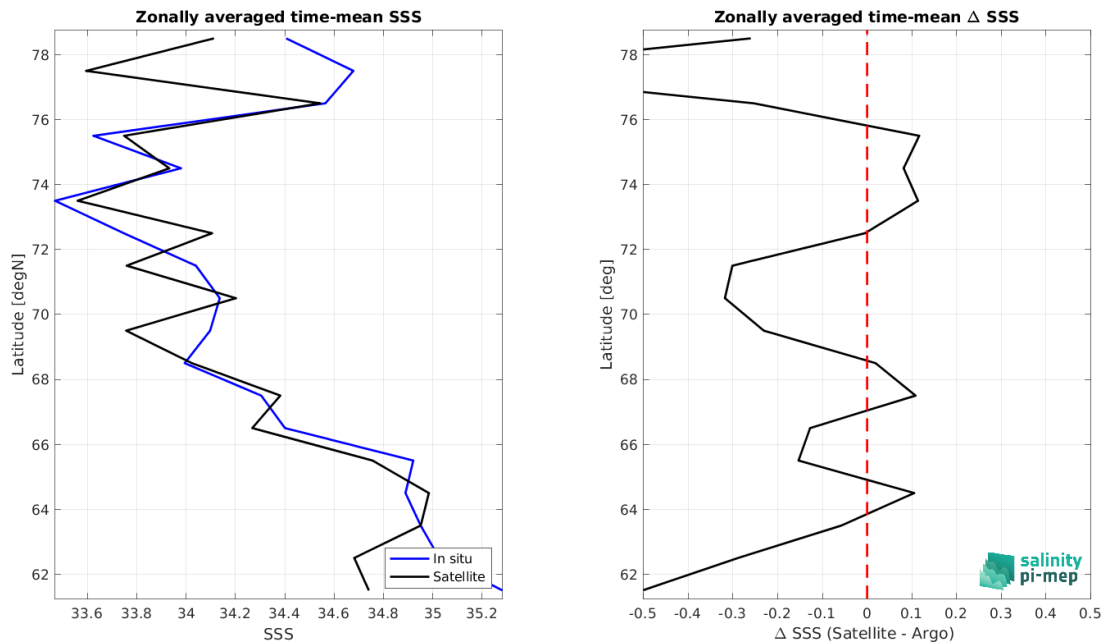 Zonally averaged time-mean SSS
78
76
74
72
70
68
66
64
62
Latitude [degN]
33.6 33.8 34 34.2 34.4 34.6 34.8 35 35.2
SSS
In situ
Satellite
Zonally averaged time-mean Δ SSS
78
76
74
72
70
68
66
64
62
Latitude [deg]
-0.5 -0.4 -0.3 -0.2 -0.1 0 0.1 0.2 0.3 0.4 0.5
Δ SSS (Satellite - Argo)
salinity
pi-mep